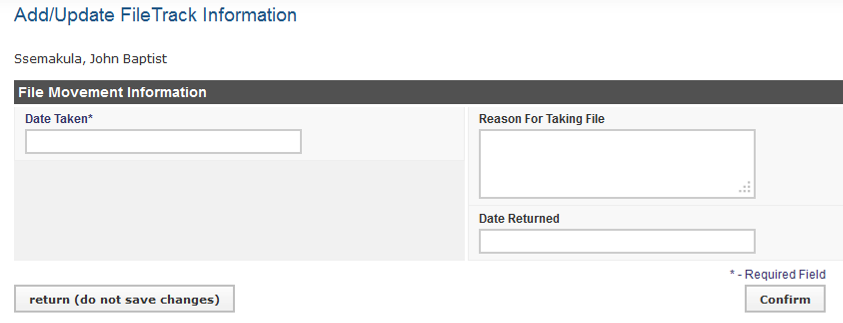 Add/Update FileTrack Information
Ssemakula, John Baptist
File Movement Information
Date Taken*
Reason For Taking File
Date Returned
* - Required Field
return (do not save changes)
Confirm